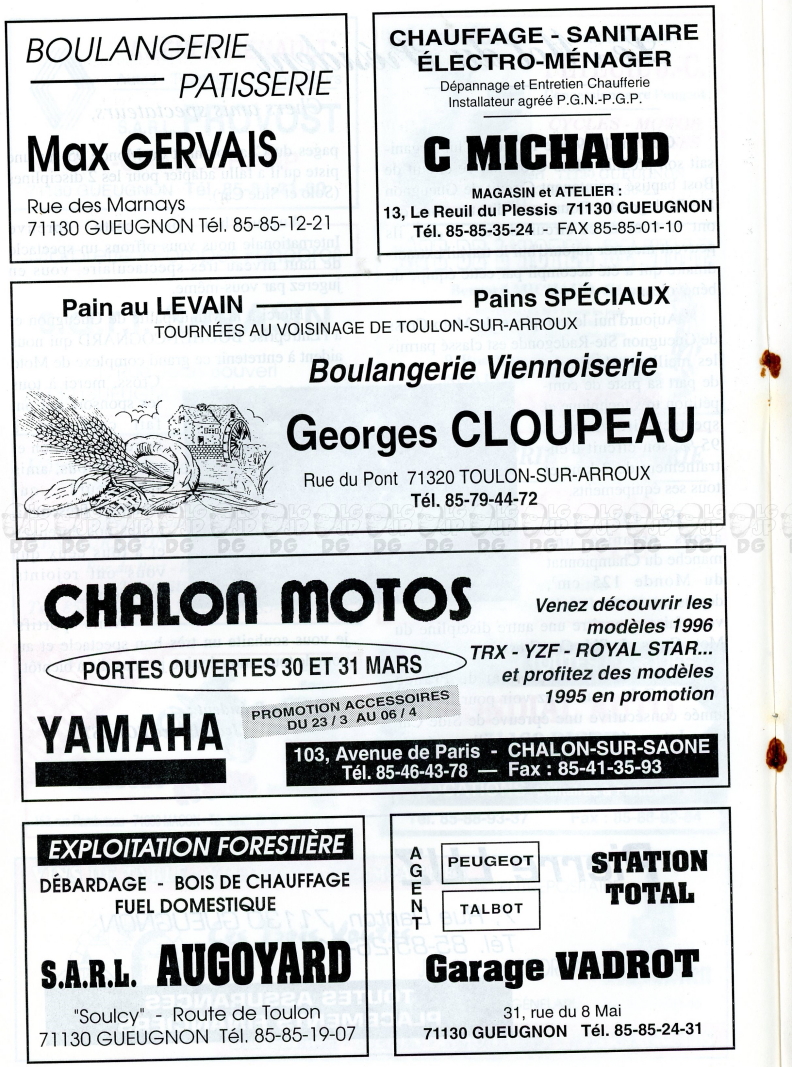 BOULANGERIE
PATISSERIE
Max GERVAIS
Rue des Marnays
71130 GUEUGNON Tél. 85-85-12-21
CHAUFFAGE - SANITAIRE
ÉLECTRO-MÉNAGER
Dépannage et Entretien Chaufferie
Installateur agréé P.G.N.-P.G.P.
C MICHAUD
MAGASIN et ATELIER :
13, Le Reuil du Plessis 71130 GUEUGNON
Tél. 85-85-35-24 - FAX 85-85-01-10
Pain au LEVAIN — Pains SPÉCIAUX
TOURNÉES AU VOISINAGE DE TOULON-SUR-ARROUX
Boulangerie Viennoiserie
Georges CLOUPEAU
Rue du Pont 71320 TOULON-SUR-ARROUX
Tél. 85-79-44-72
CHALON MOTOS
PORTES OUVERTES 30 ET 31 MARS
PROMOTION ACCESSOIRES
DU 23 / 3 AU 06 / 4
YAMAHA
Venez découvrir les
modèles 1996
TRX - YZF - ROYAL STAR...
et profitez des modèles
1995 en promotion
103, Avenue de Paris - CHALON-SUR-SAONE
Tél. 85-46-43-78 — Fax : 85-41-35-93
EXPLOITATION FORESTIÈRE
DÉBARDAGE - BOIS DE CHAUFFAGE
FUEL DOMESTIQUE
S.A.R.L. AUGOYARD
"Soulcy" - Route de Toulon
71130 GUEUGNON Tél. 85-85-19-07
AGENT
PEUGEOT
TALBOT
STATION
TOTAL
Garage VADROT
31, rue du 8 Mai
71130 GUEUGNON Tél. 85-85-24-31